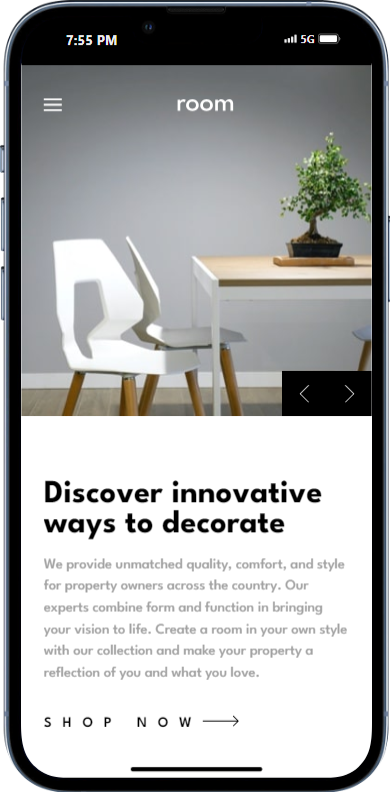 7:55 PM
5G
room
Discover innovative
ways to decorate
We provide unmatched quality, comfort, and style
for property owners across the country. Our
experts combine form and function in bringing
your vision to life. Create a room in your own style
with our collection and make your property a
reflection of you and what you love.
SHOP NOW